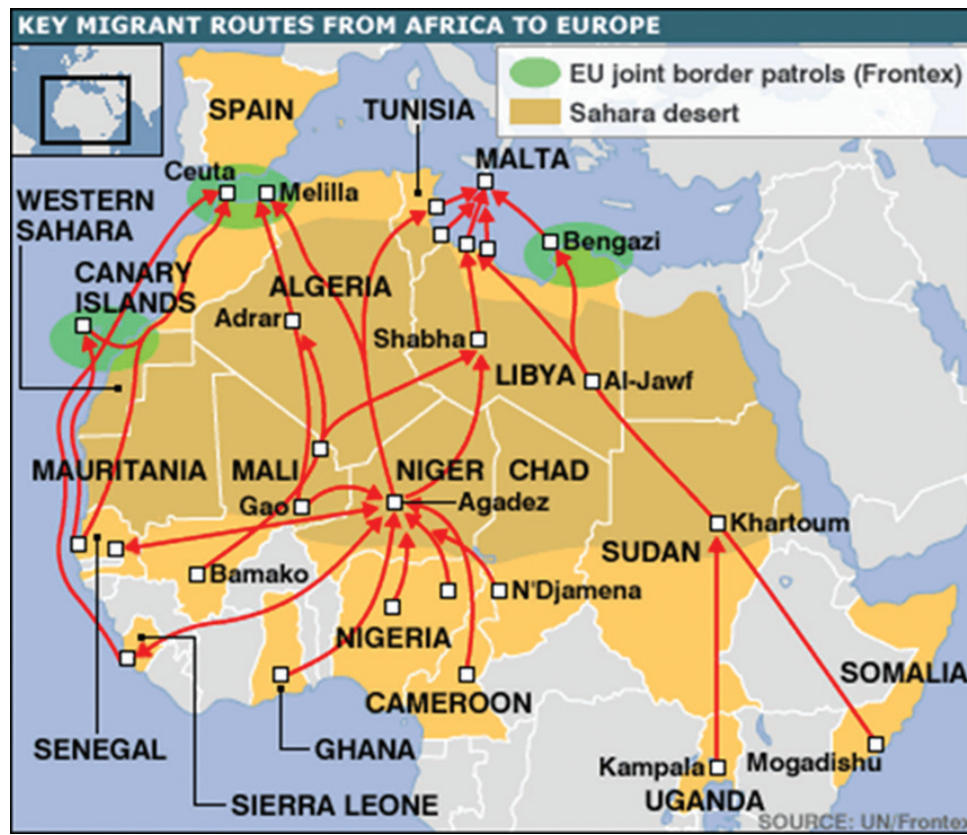 KEY MIGRANT ROUTES FROM AFRICA TO EUROPE
EU joint border patrols (Frontex)
Sahara desert
SPAIN
TUNISIA
MALTA
Ceuta
Melilla
WESTERN
SAHARA
Bengazi
CANARY
ISLANDS
ALGERIA
Adrar
Shabha
LIBYA
Al-Jawf
MAURITANIA
MALI
NIGER
CHAD
Gao
Agadez
Khartoum
SUDAN
Bamako
N'Djamena
NIGERIA
SOMALIA
CAMEROON
SENEGAL
GHANA
Kampala
Mogadishu
SIERRA LEONE
UGANDA
SOURCE: UN/Frontex